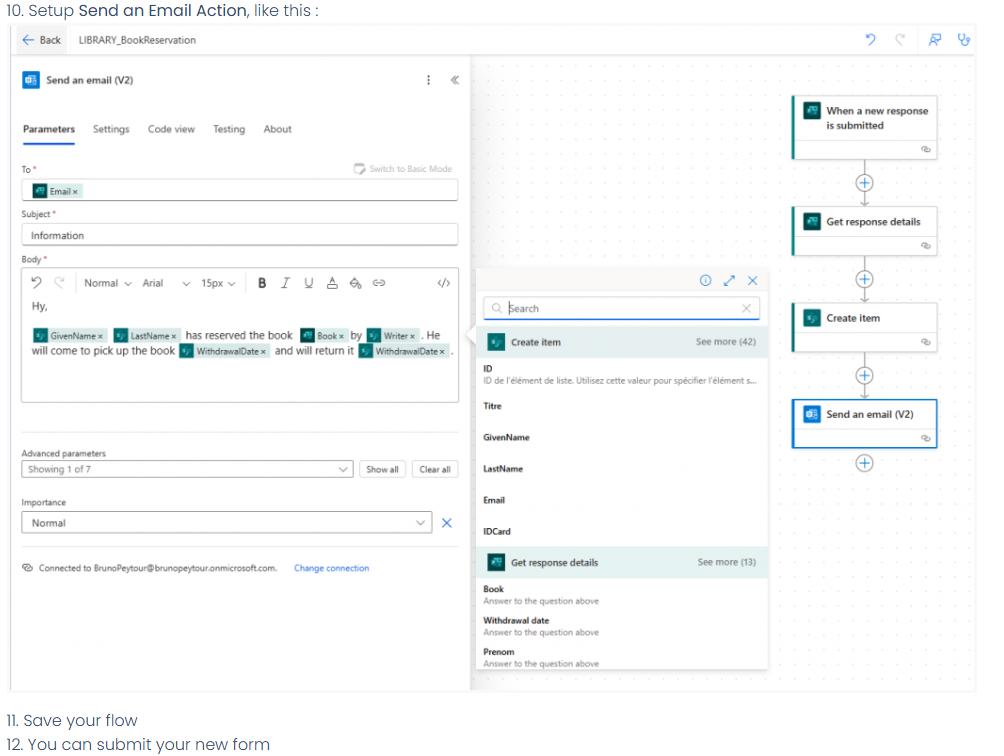 10. Setup Send an Email Action, like this :
Back LIBRARY_BookReservation
Send an email (V2)
Parameters Settings Code view Testing About
To * Switch to Basic Mode
Email ×
Subject *
Information
Body *
Normal Arial 15px B I U A </>
Hy,
GivenName × LastName × has reserved the book Book × by Writer × . He
will come to pick up the book WithdrawalDate × and will return it WithdrawalDate × .
Advanced parameters
Showing 1 of 7 Show all Clear all
Importance
Normal
Connected to BrunoPeytour@brunopeytour.onmicrosoft.com. Change connection
Search
Create item See more (42)
ID
ID de l'élément de liste. Utilisez cette valeur pour spécifier l'élément s...
Titre
GivenName
LastName
Email
IDCard
Get response details See more (13)
Book
Answer to the question above
Withdrawal date
Answer to the question above
Prenom
Answer to the question above
When a new response
is submitted
Get response details
Create item
Send an email (V2)
11. Save your flow
12. You can submit your new form